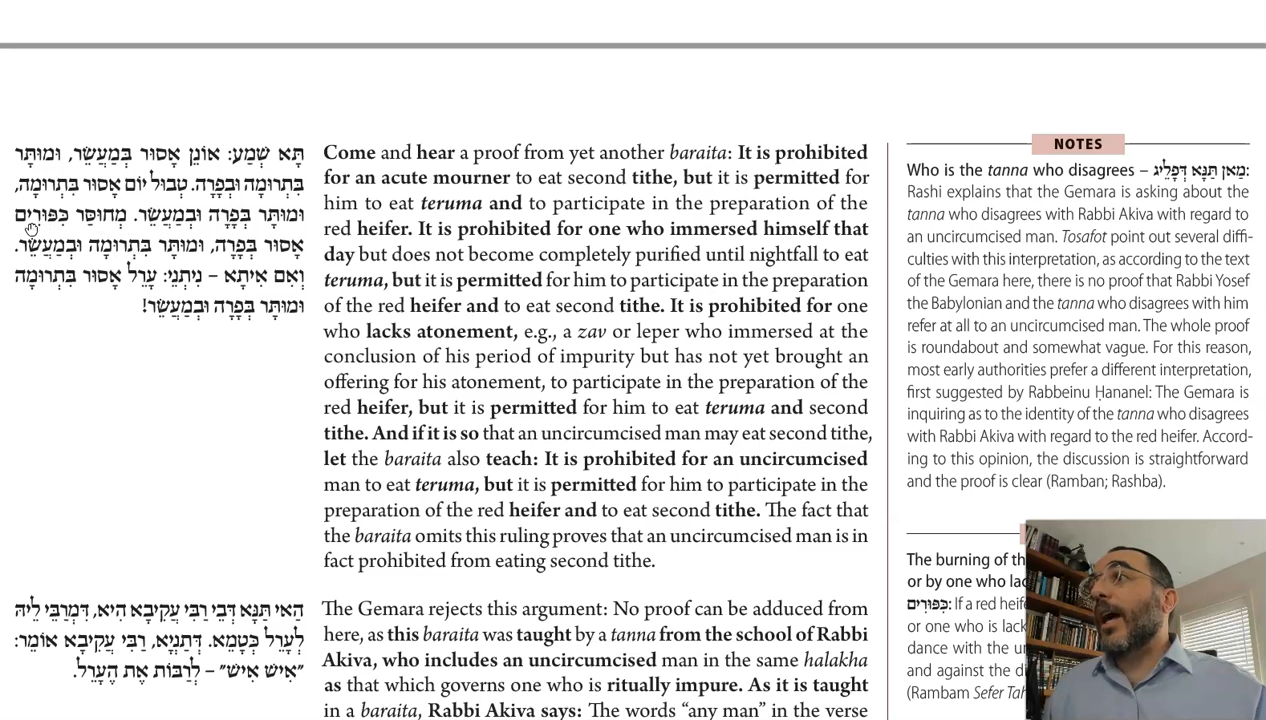 תָּא שְׁמַע: אוֹנֵן אָסוּר בְּמַעֲשֵׂר, וּמוּתָּר
בִּתְרוּמָה וּבְפָרָה. טְבוּל יוֹם אָסוּר בִּתְרוּמָה,
וּמוּתָּר בְּפָרָה וּבְמַעֲשֵׂר. מְחוּסַּר כִּפּוּרִים
אָסוּר בְּפָרָה, וּמוּתָּר בִּתְרוּמָה וּבְמַעֲשֵׂר.
וְאִם אִיתָא – נִיתְנֵי: עָרֵל אָסוּר בִּתְרוּמָה
וּמוּתָּר בְּפָרָה וּבְמַעֲשֵׂר!
Come and hear a proof from yet another baraita: It is prohibited
for an acute mourner to eat second tithe, but it is permitted for
him to eat teruma and to participate in the preparation of the
red heifer. It is prohibited for one who immersed himself that
day but does not become completely purified until nightfall to eat
teruma, but it is permitted for him to participate in the preparation
of the red heifer and to eat second tithe. It is prohibited for one
who lacks atonement, e.g., a zav or leper who immersed at the
conclusion of his period of impurity but has not yet brought an
offering for his atonement, to participate in the preparation of the
red heifer, but it is permitted for him to eat teruma and second
tithe. And if it is so that an uncircumcised man may eat second tithe,
let the baraita also teach: It is prohibited for an uncircumcised
man to eat teruma, but it is permitted for him to participate in the
preparation of the red heifer and to eat second tithe. The fact that
the baraita omits this ruling proves that an uncircumcised man is in
fact prohibited from eating second tithe.
הַאי תַּנָּא דְּבֵי רַבִּי עֲקִיבָא הִיא, דִּמְרַבֵּי לֵיהּ
לְעָרֵל כְּטָמֵא. דְּתַנְיָא, רַבִּי עֲקִיבָא אוֹמֵר:
״אִישׁ אִישׁ״ – לְרַבּוֹת אֶת הֶעָרֵל.
The Gemara rejects this argument: No proof can be adduced from
here, as this baraita was taught by a tanna from the school of Rabbi
Akiva, who includes an uncircumcised man in the same halakha
as that which governs one who is ritually impure. As it is taught
in a baraita, Rabbi Akiva says: The words “any man” in the verse
NOTES
Who is the tanna who disagrees – מַאן תַּנָּא דְּפָלֵיג:
Rashi explains that the Gemara is asking about the
tanna who disagrees with Rabbi Akiva with regard to
an uncircumcised man. Tosafot point out several diffi-
culties with this interpretation, as according to the text
of the Gemara here, there is no proof that Rabbi Yosef
the Babylonian and the tanna who disagrees with him
refer at all to an uncircumcised man. The whole proof
is roundabout and somewhat vague. For this reason,
most early authorities prefer a different interpretation,
first suggested by Rabbeinu Ḥananel: The Gemara is
inquiring as to the identity of the tanna who disagrees
with Rabbi Akiva with regard to the red heifer. Accord-
ing to this opinion, the discussion is straightforward
and the proof is clear (Ramban; Rashba).
The burning of th
or by one who lac
כִּפּוּרִים: If a red heife
or one who is lack
dance with the un
and against the di
(Rambam Sefer Tah